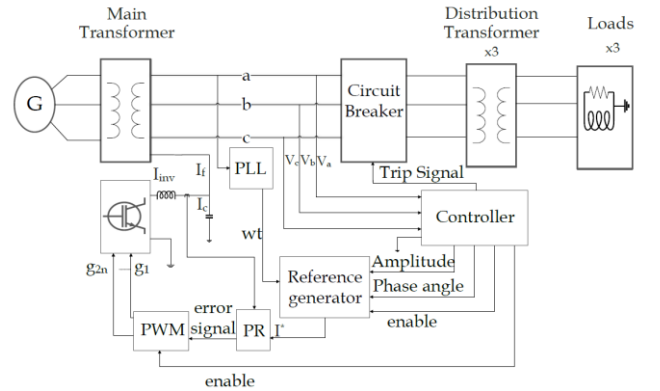 Main
Transformer
Distribution
Transformer
x3
Loads
x3
G
a
b
c
Circuit
Breaker
I_f
PLL
V_c V_b V_a
Trip Signal
I_inv
I_c
Controller
wt
g_2n
g_1
Reference
generator
Amplitude
Phase angle
enable
error
signal
PWM
PR
I*
enable